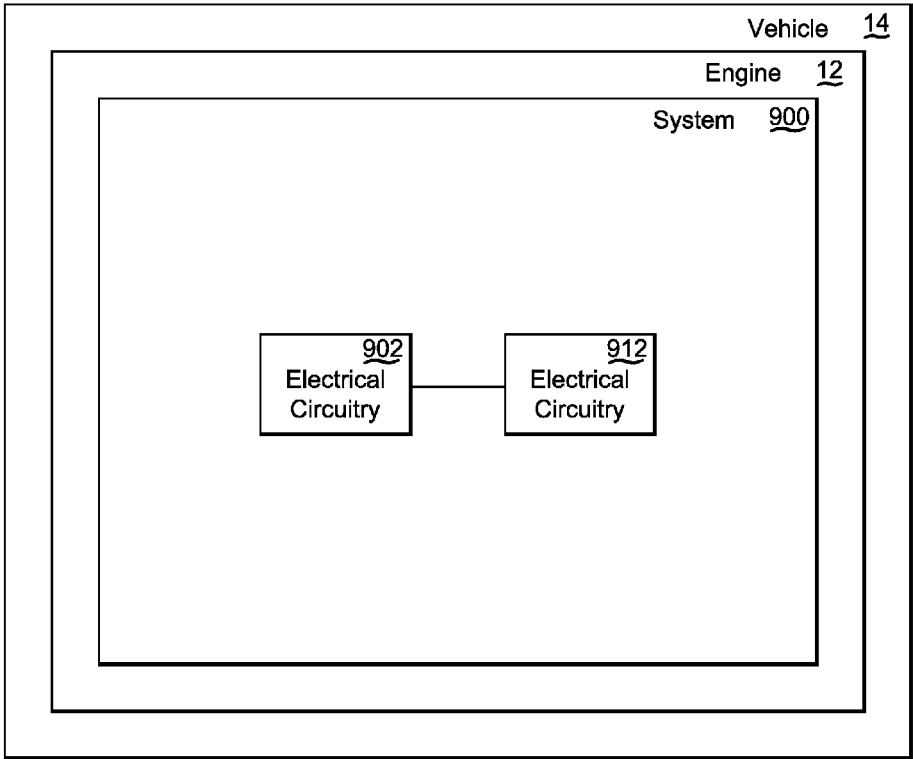 Vehicle 14
Engine 12
System 900
902
Electrical
Circuitry
912
Electrical
Circuitry